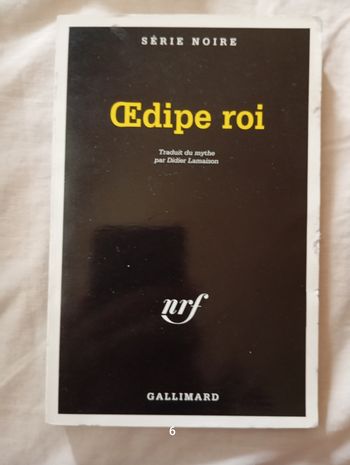 SÉRIE NOIRE
Œdipe roi
Traduit du mythe
par Didier Lamaison
nrf
GALLIMARD
6